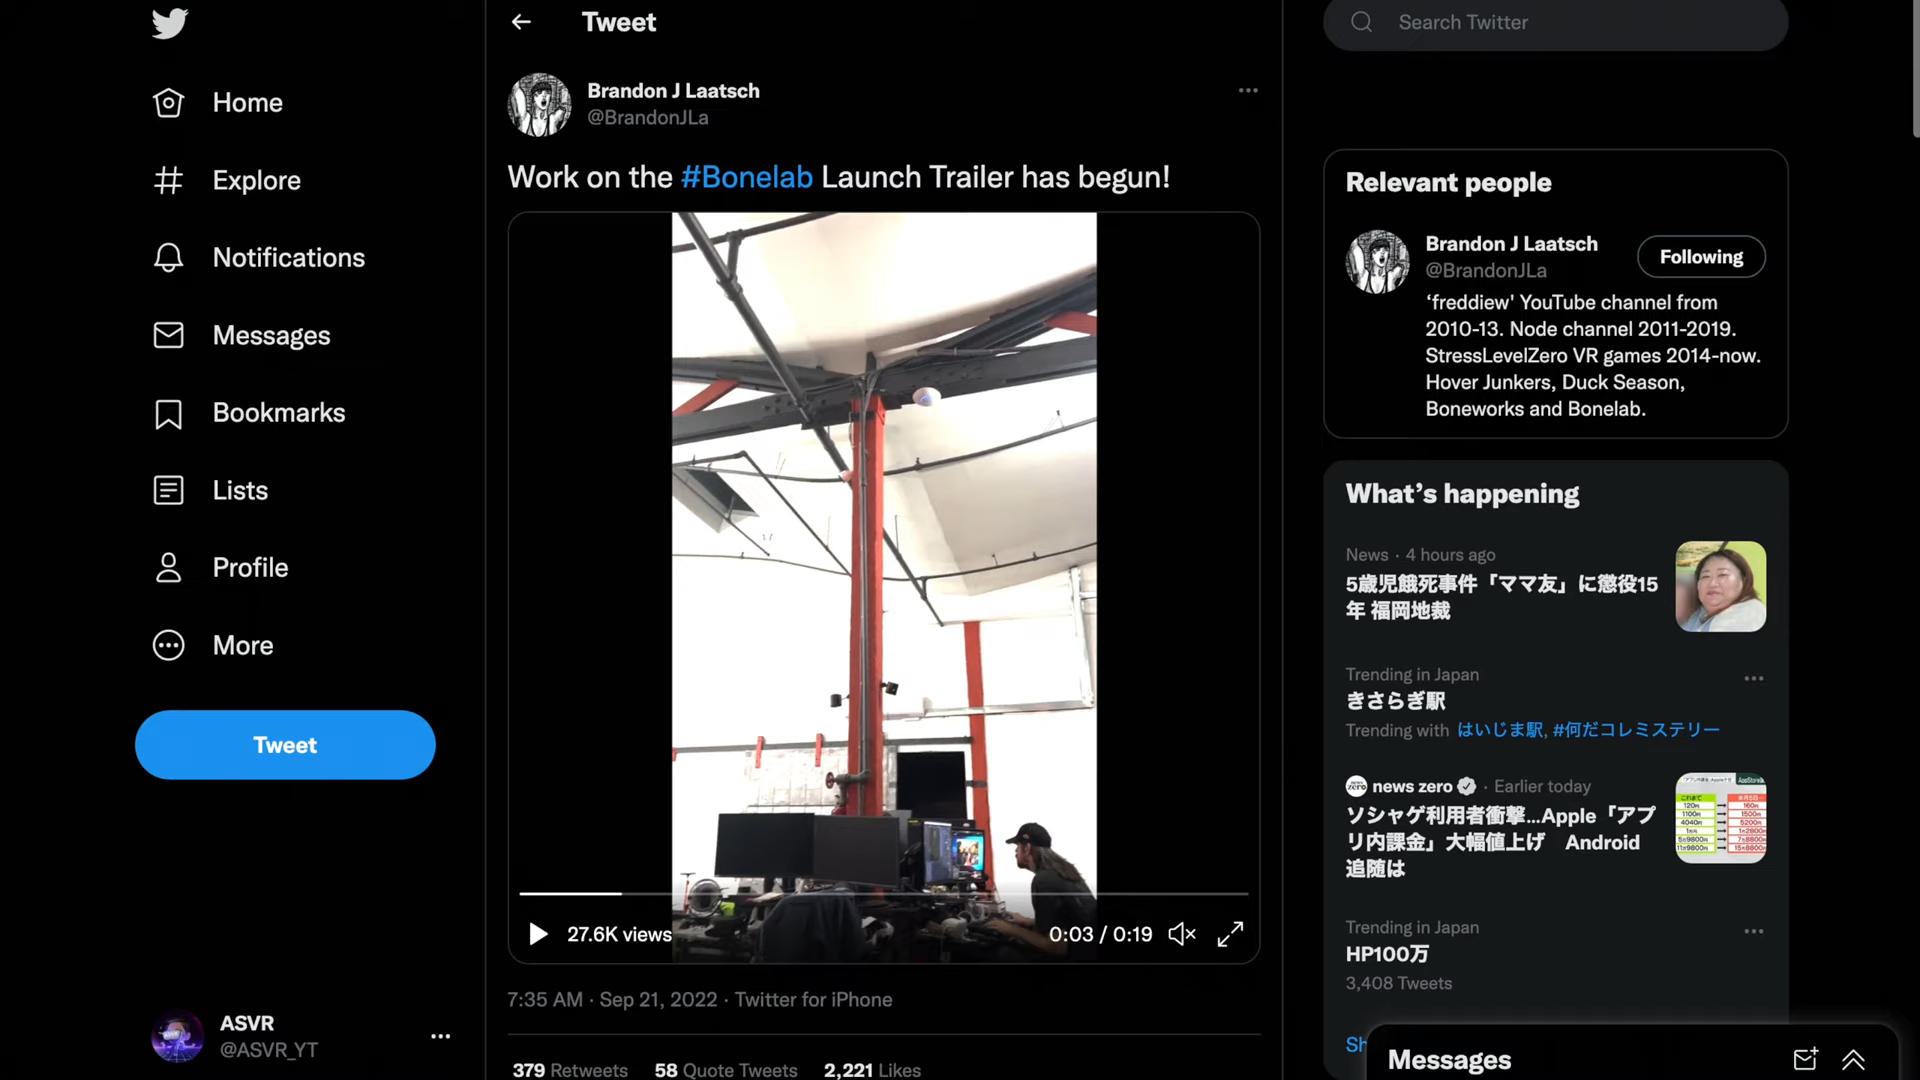 Home
Explore
Notifications
Messages
Bookmarks
Lists
Profile
More
Tweet
ASVR
@ASVR_YT
Tweet
Brandon J Laatsch
@BrandonJLa
Work on the #Bonelab Launch Trailer has begun!
27.6K views
0:03 / 0:19
7:35 AM · Sep 21, 2022 · Twitter for iPhone
379 Retweets 58 Quote Tweets 2,221 Likes
Search Twitter
Relevant people
Brandon J Laatsch
@BrandonJLa
Following
‘freddiew' YouTube channel from
2010-13. Node channel 2011-2019.
StressLevelZero VR games 2014-now.
Hover Junkers, Duck Season,
Boneworks and Bonelab.
What’s happening
News · 4 hours ago
5歳児餓死事件「ママ友」に懲役15
年 福岡地裁
Trending in Japan
きさらぎ駅
Trending with はいじま駅, #何だコレミステリー
news zero · Earlier today
ソシャゲ利用者衝撃…Apple「アプ
リ内課金」大幅値上げ Android
追随は
Trending in Japan
HP100万
3,408 Tweets
Sh
Messages